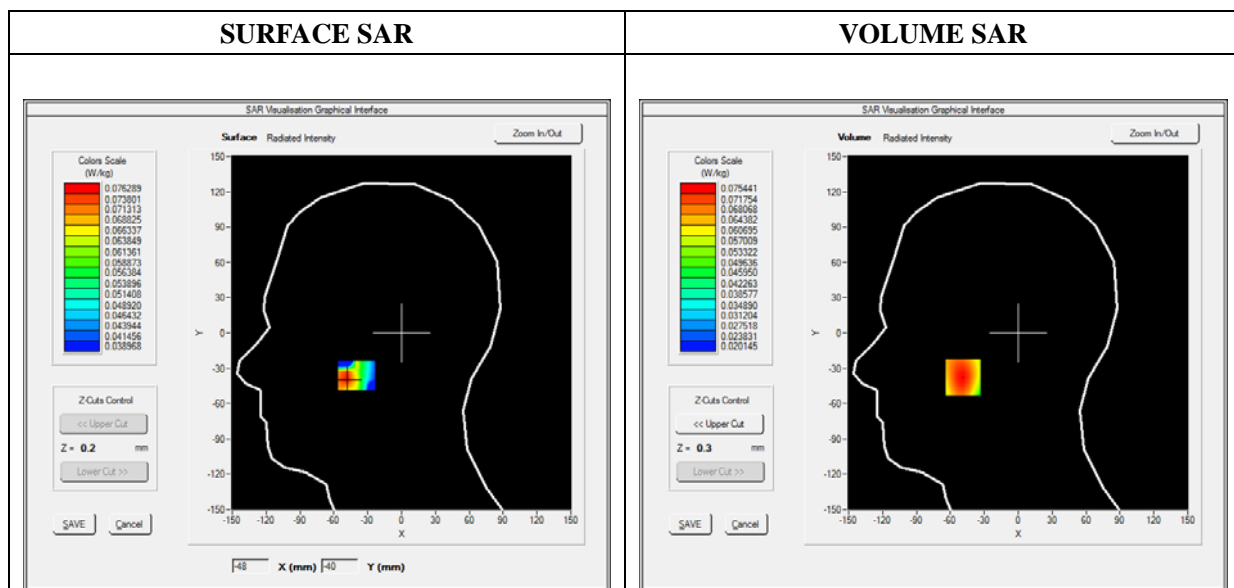 SURFACE SAR
VOLUME SAR
SAR Visualisation Graphical Interface
Surface Radiated Intensity
Zoom In/Out
Colors Scale
(W/kg)
0.076289
0.073801
0.071313
0.068825
0.066337
0.063849
0.061361
0.058873
0.056384
0.053896
0.051408
0.048920
0.046432
0.043944
0.041456
0.038968
Z-Cuts Control
<< Upper Cut
Z = 0.2 mm
Lower Cut >>
SAVE Cancel
150
120
90
60
30
0
-30
-60
-90
-120
-150
Y
-150 -120 -90 -60 -30 0 30 60 90 120 150
X
-48 X (mm) -40 Y (mm)
SAR Visualisation Graphical Interface
Volume Radiated Intensity
Zoom In/Out
Colors Scale
(W/kg)
0.075441
0.071754
0.068068
0.064382
0.060695
0.057009
0.053322
0.049636
0.045950
0.042263
0.038577
0.034890
0.031204
0.027518
0.023831
0.020145
Z-Cuts Control
<< Upper Cut
Z = 0.3 mm
Lower Cut >>
SAVE Cancel
150
120
90
60
30
0
-30
-60
-90
-120
-150
Y
-150 -120 -90 -60 -30 0 30 60 90 120 150
X